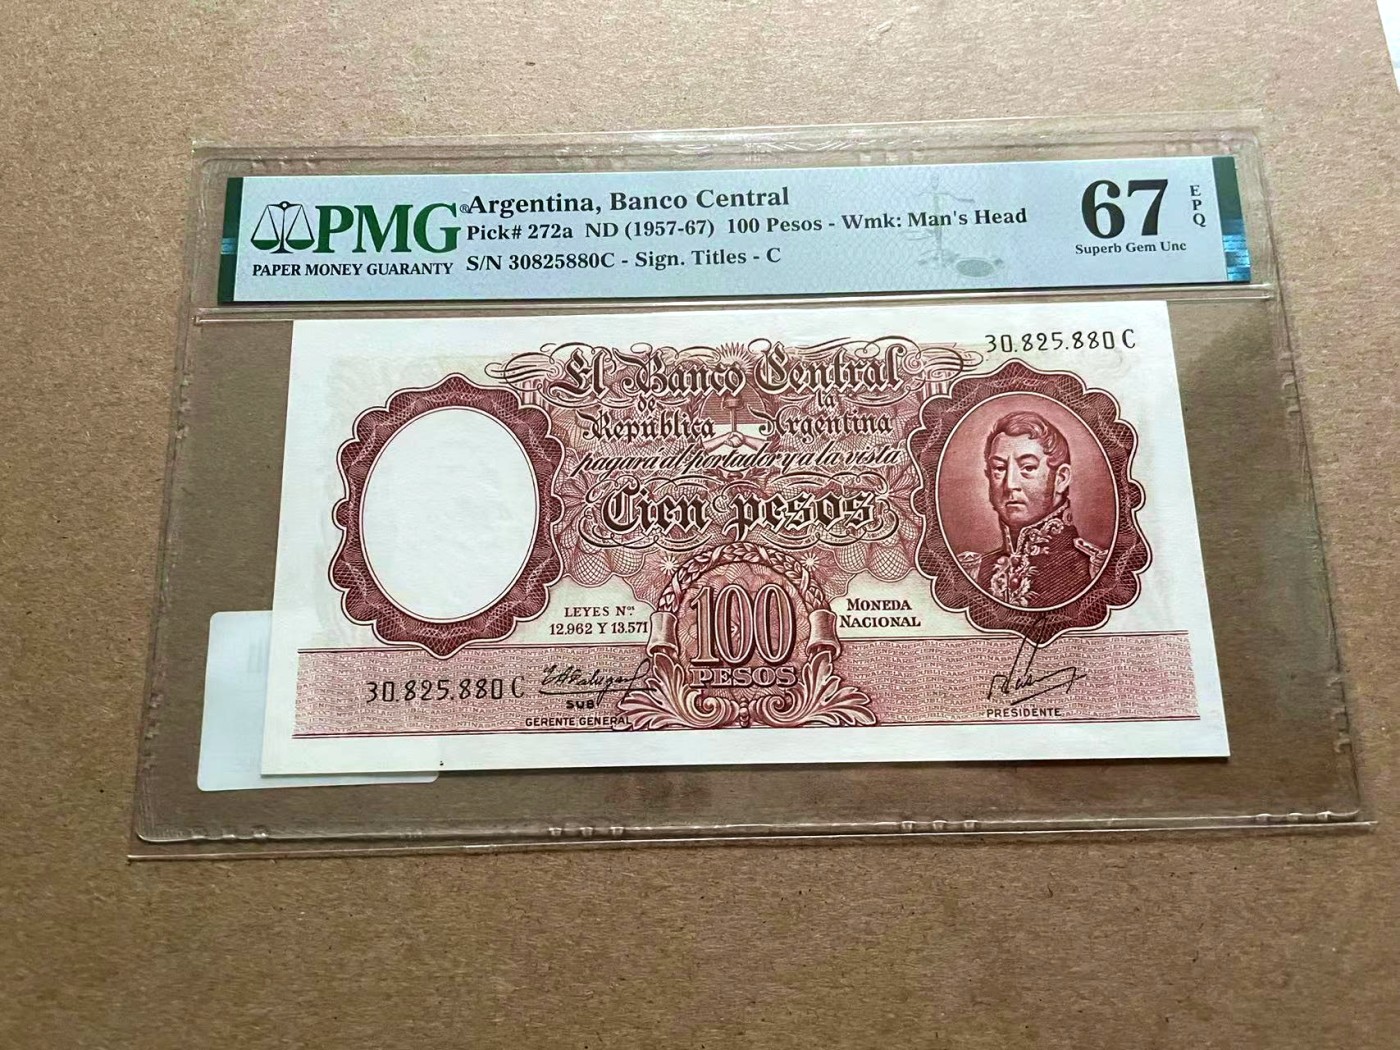 PMG®
PAPER MONEY GUARANTY
Argentina, Banco Central
Pick# 272a ND (1957-67) 100 Pesos - Wmk: Man's Head
S/N 30825880C - Sign. Titles - C
67
EPQ
Superb Gem Unc
30.825.880 C
El Banco Central
de la
República Argentina
pagará al portador y a la vista
Cien pesos
LEYES Nos.
12.962 Y 13.571
100
PESOS
MONEDA
NACIONAL
30.825.880 C
SUB
GERENTE GENERAL
PRESIDENTE